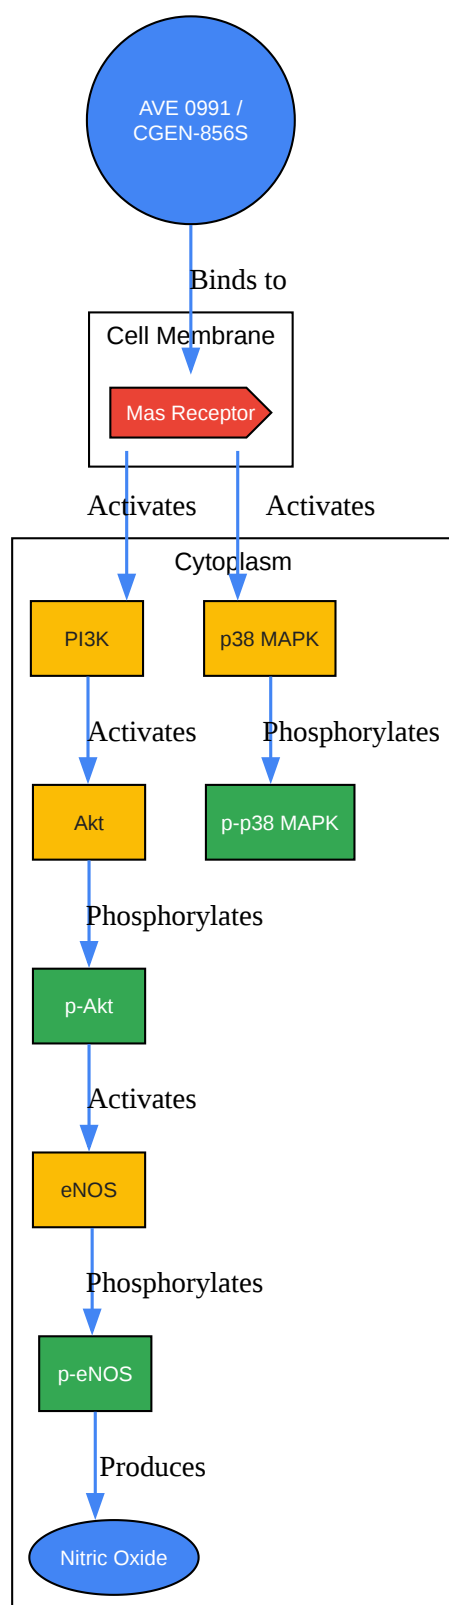 AVE 0991 /
CGEN-856S
Binds to
Cell Membrane
Mas Receptor
Activates
Activates
Cytoplasm
PI3K
p38 MAPK
Activates
Phosphorylates
Akt
p-p38 MAPK
Phosphorylates
p-Akt
Activates
eNOS
Phosphorylates
p-eNOS
Produces
Nitric Oxide